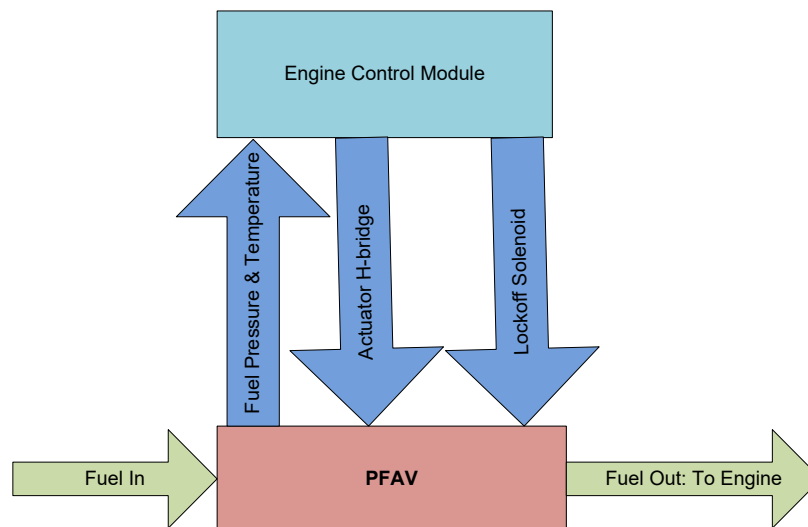 Engine Control Module
Fuel Pressure & Temperature
Actuator H-bridge
Lockoff Solenoid
Fuel In
PFAV
Fuel Out: To Engine